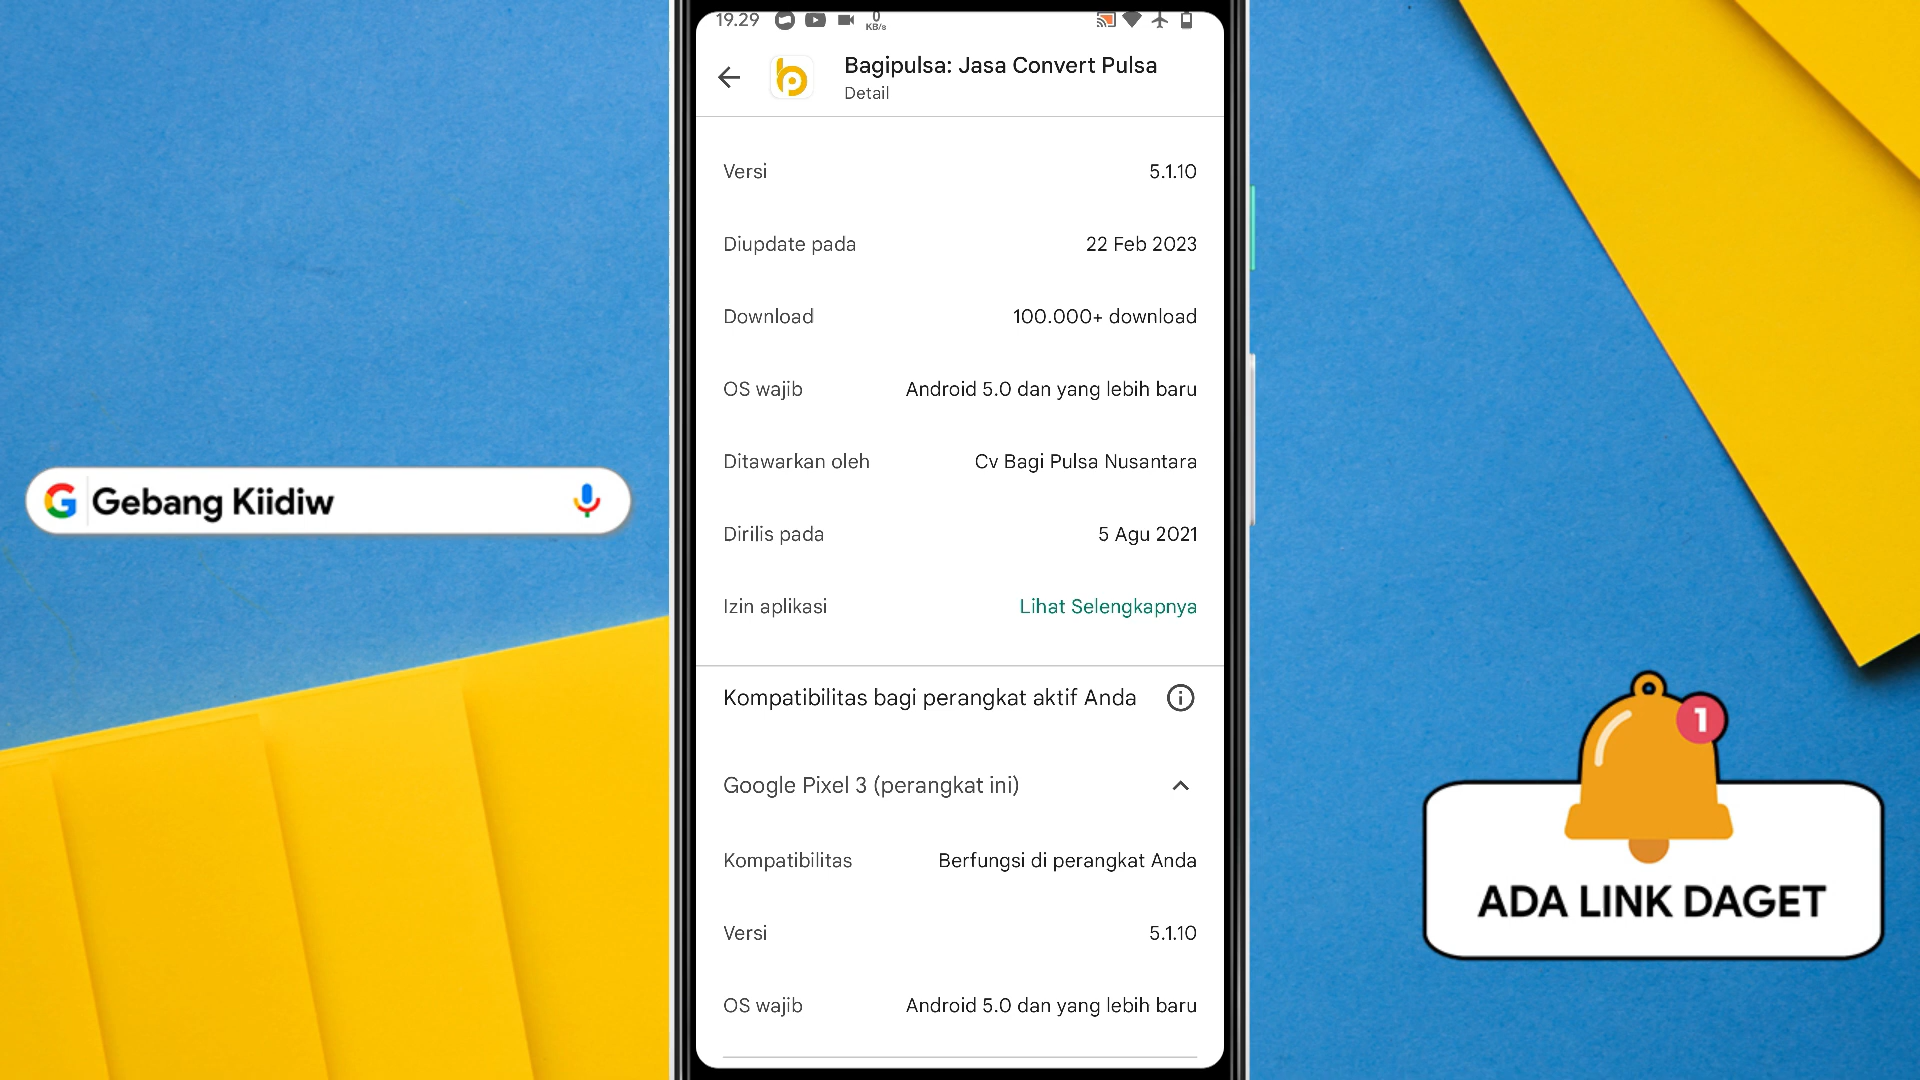 19.29
0
KB/s
Bagipulsa: Jasa Convert Pulsa
Detail
Versi 5.1.10
Diupdate pada 22 Feb 2023
Download 100.000+ download
OS wajib Android 5.0 dan yang lebih baru
Ditawarkan oleh Cv Bagi Pulsa Nusantara
Dirilis pada 5 Agu 2021
Izin aplikasi Lihat Selengkapnya
Kompatibilitas bagi perangkat aktif Anda
Google Pixel 3 (perangkat ini)
Kompatibilitas Berfungsi di perangkat Anda
Versi 5.1.10
OS wajib Android 5.0 dan yang lebih baru
G Gebang Kiidiw
1
ADA LINK DAGET